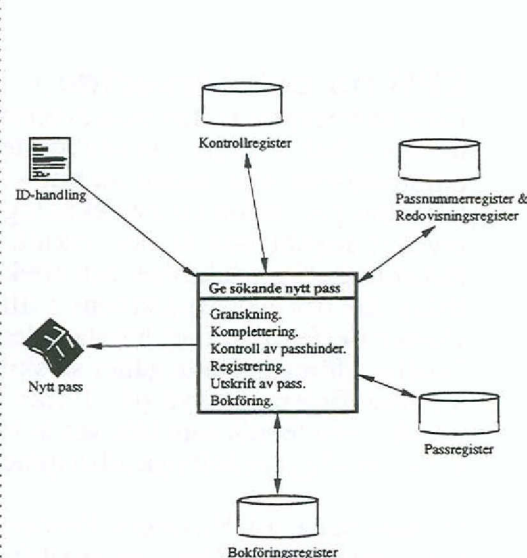 Kontrollregister
ID-handling
Passnummerregister &
Redovisningsregister
Ge sökande nytt pass
Granskning.
Komplettering.
Kontroll av passhinder.
Registrering.
Utskrift av pass.
Bokföring.
Nytt pass
Passregister
Bokföringsregister